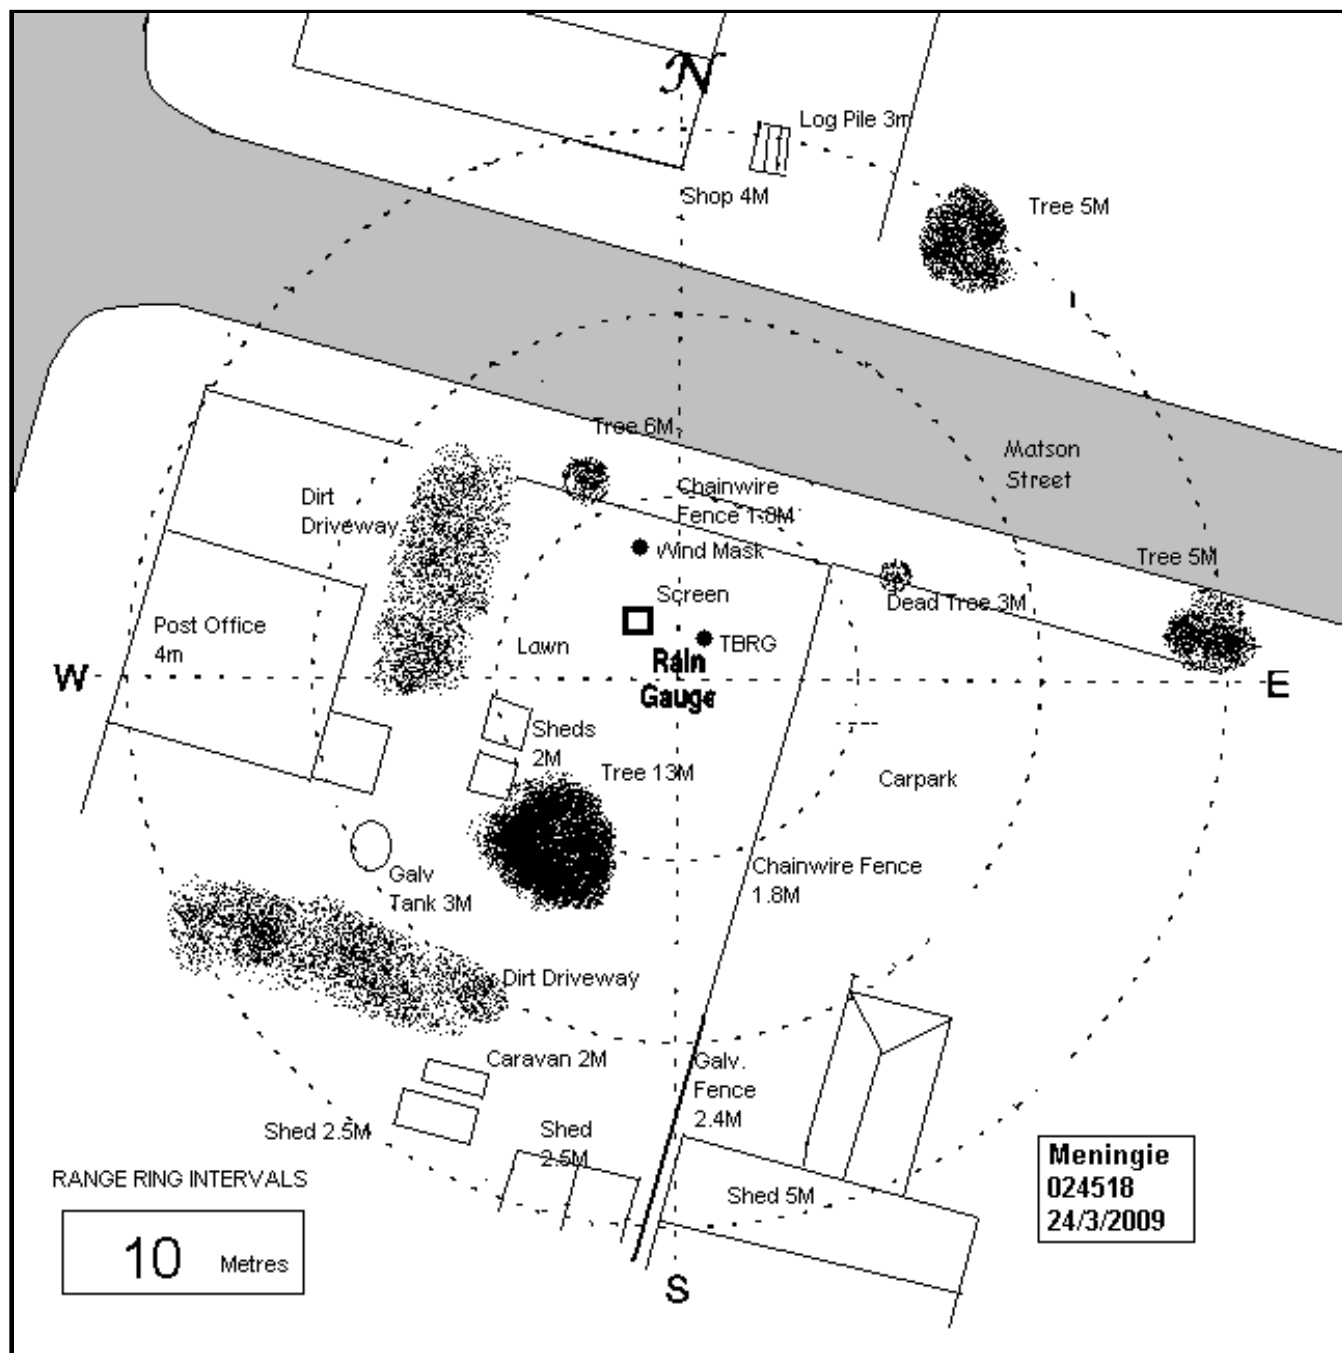 N
Log Pile 3m
Shop 4M
Tree 5M
Tree 6M
Matson
Street
Chainwire
Fence 1.8M
Dirt
Driveway
Wind Mask
Tree 5M
Screen
Dead Tree 3M
Post Office
4m
Lawn
TBRG
Rain
Gauge
W
E
Sheds
2M
Tree 13M
Carpark
Chainwire Fence
1.8M
Galv
Tank 3M
Dirt Driveway
Caravan 2M
Galv.
Fence
2.4M
Shed 2.5M
Shed
2.5M
Shed 5M
Meningie
024518
24/3/2009
RANGE RING INTERVALS
10 Metres
S